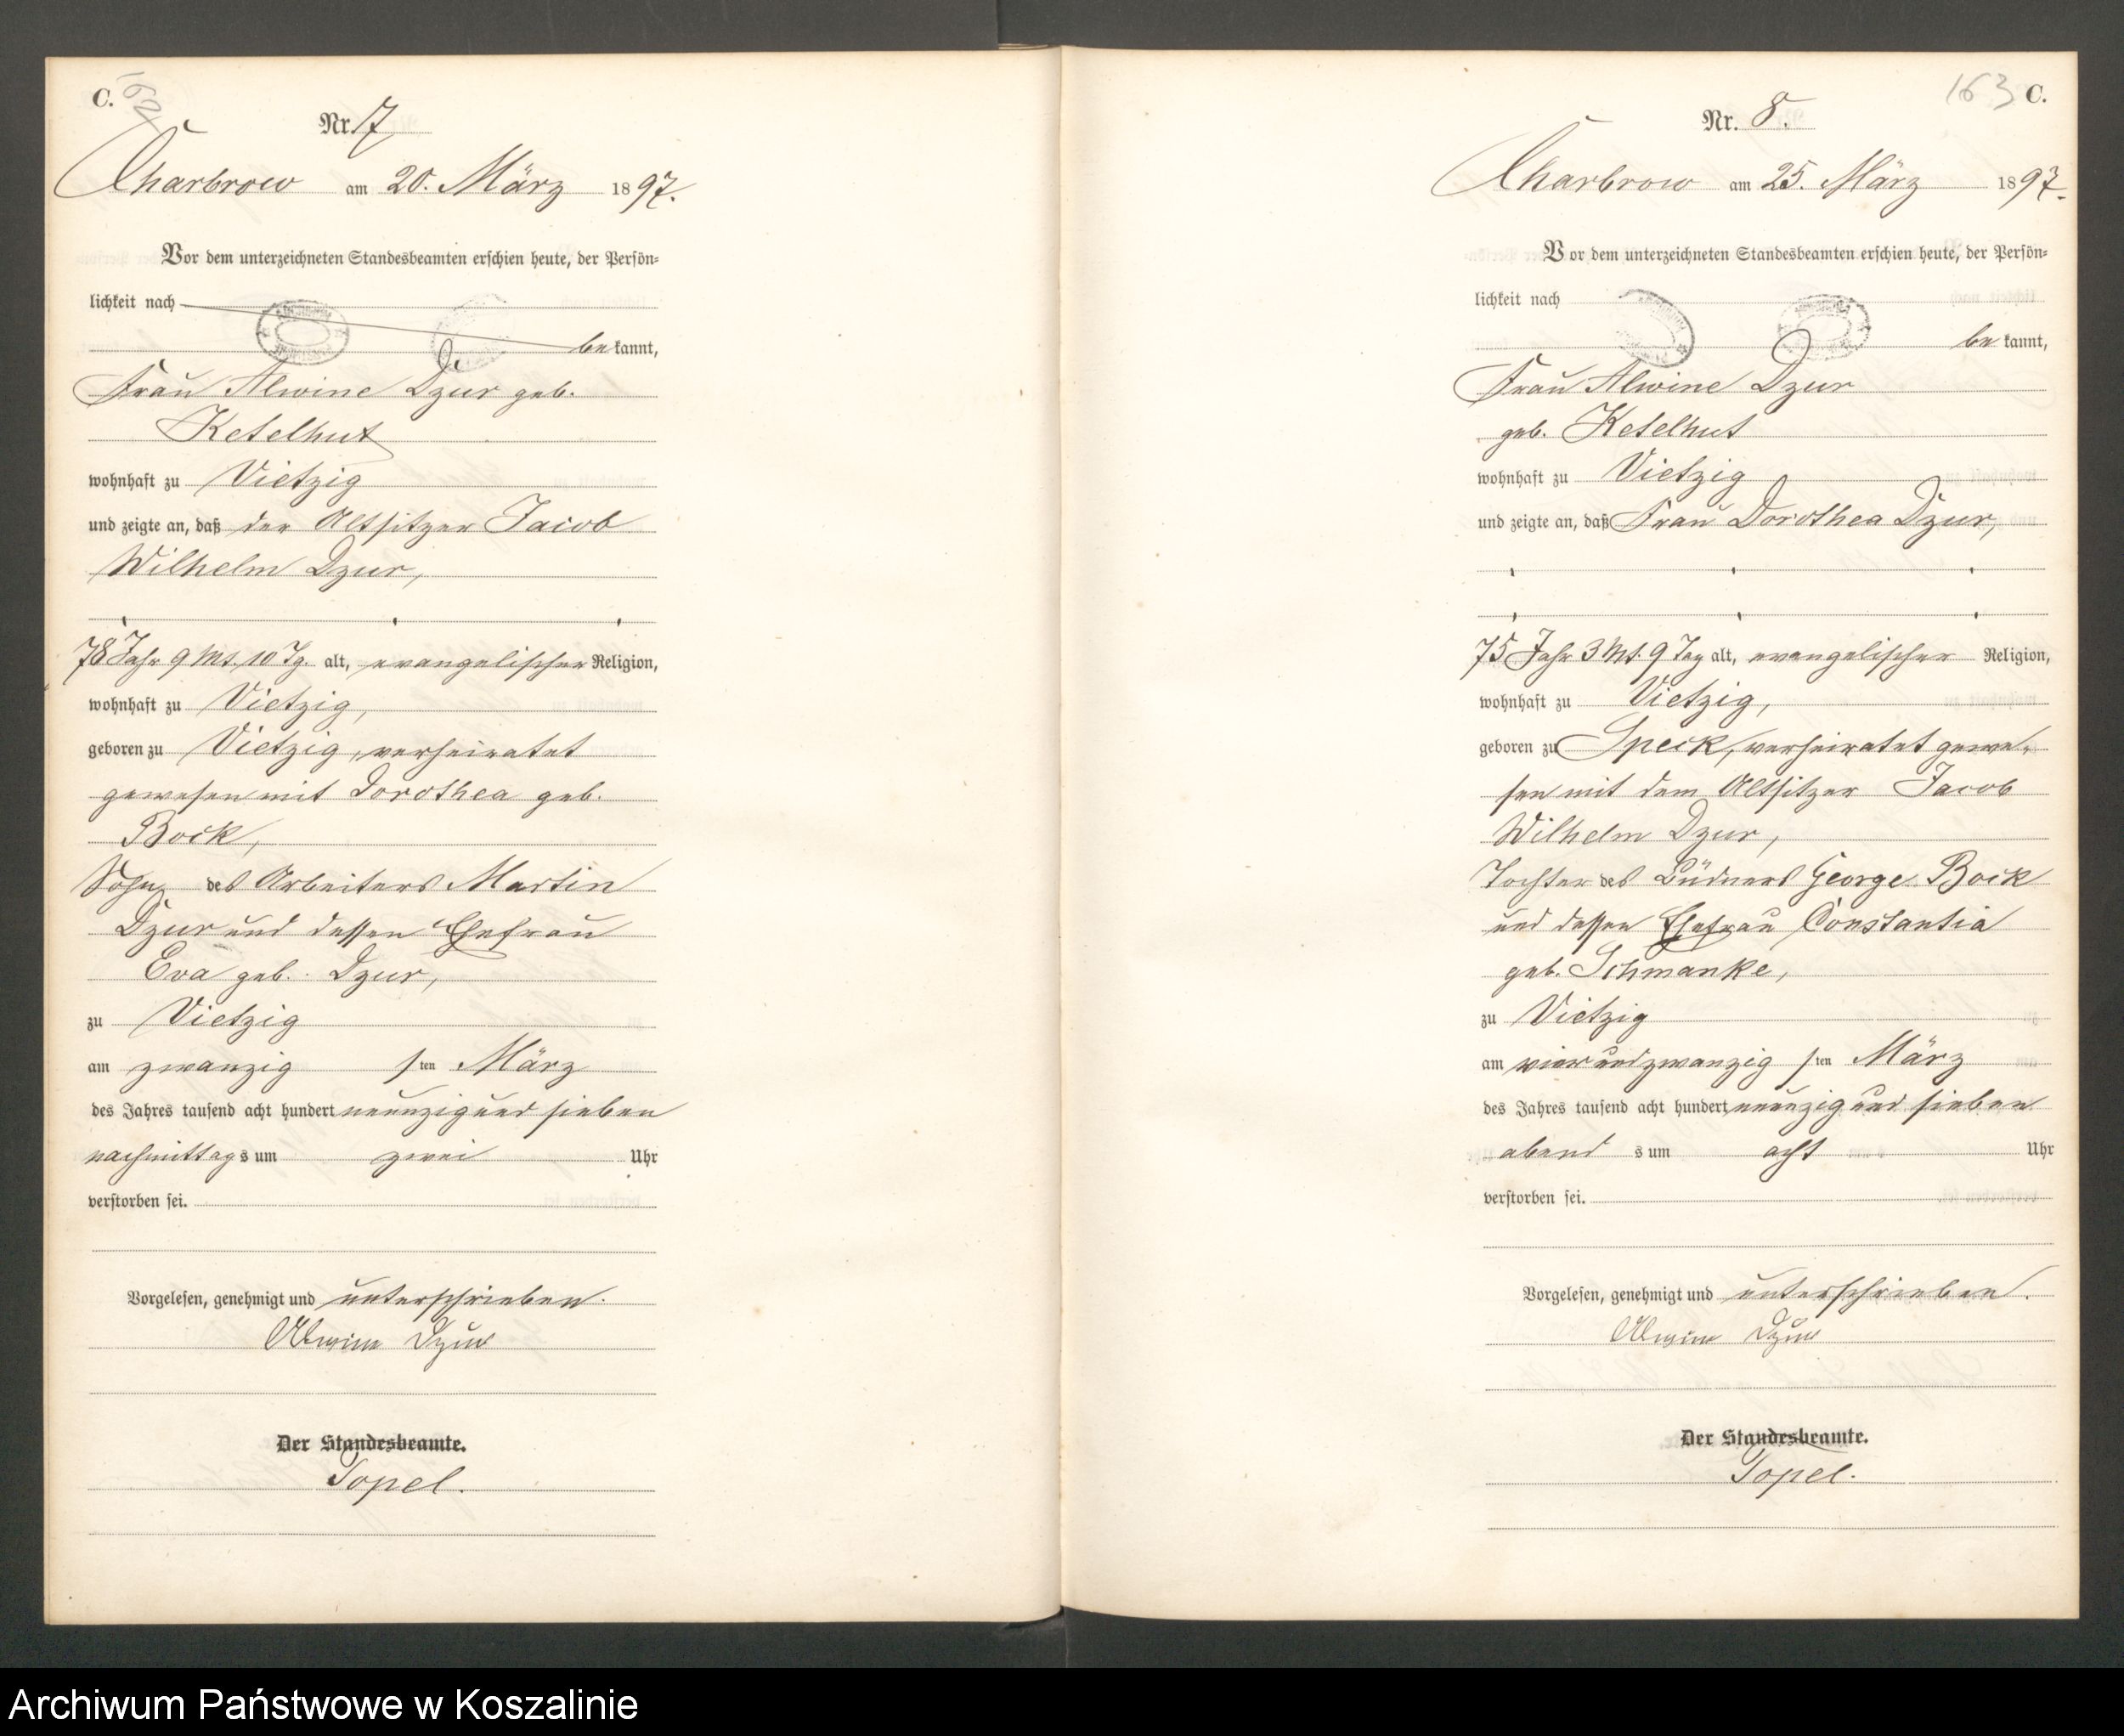 C.
Nr. 7
Charbrow am 20. März 1897.
Vor dem unterzeichneten Standesbeamten erschien heute, der Persön-
lichkeit nach
bekannt,
Frau Alwine Dzur geb.
Ketelhut
wohnhaft zu Vietzig
und zeigte an, daß der Altsitzer Jacob
Wilhelm Dzur,
78 Jahr 9 Mt. 10 Tg. alt, evangelischer Religion,
wohnhaft zu Vietzig,
geboren zu Vietzig, verheiratet
gewesen mit Dorothea geb.
Bock,
Sohn des Arbeiters Martin
Dzur und dessen Ehefrau
Eva geb. Dzur,
zu Vietzig
am zwanzigsten März
des Jahres tausend acht hundert neunzig und sieben
nachmittags um zwei Uhr
verstorben sei.
Vorgelesen, genehmigt und unterschrieben.
Alwine Dzur
Der Standesbeamte.
Topel.
163 C.
Nr. 8.
Charbrow am 25. März 1897.
Vor dem unterzeichneten Standesbeamten erschien heute, der Persön-
lichkeit nach
bekannt,
Frau Alwine Dzur
geb. Ketelhut
wohnhaft zu Vietzig
und zeigte an, daß Frau Dorothea Dzur,
75 Jahr 3 Mt. 9 Tag alt, evangelischer Religion,
wohnhaft zu Vietzig,
geboren zu Speck, verheiratet gewe-
sen mit dem Altsitzer Jacob
Wilhelm Dzur,
Tochter des Büdners George Bock
und dessen Ehefrau Constantia
geb. Schmanke,
zu Vietzig
am vier und zwanzigsten März
des Jahres tausend acht hundert neunzig und sieben
abends um acht Uhr
verstorben sei.
Vorgelesen, genehmigt und unterschrieben.
Alwine Dzur
Der Standesbeamte.
Topel.
Archiwum Państwowe w Koszalinie